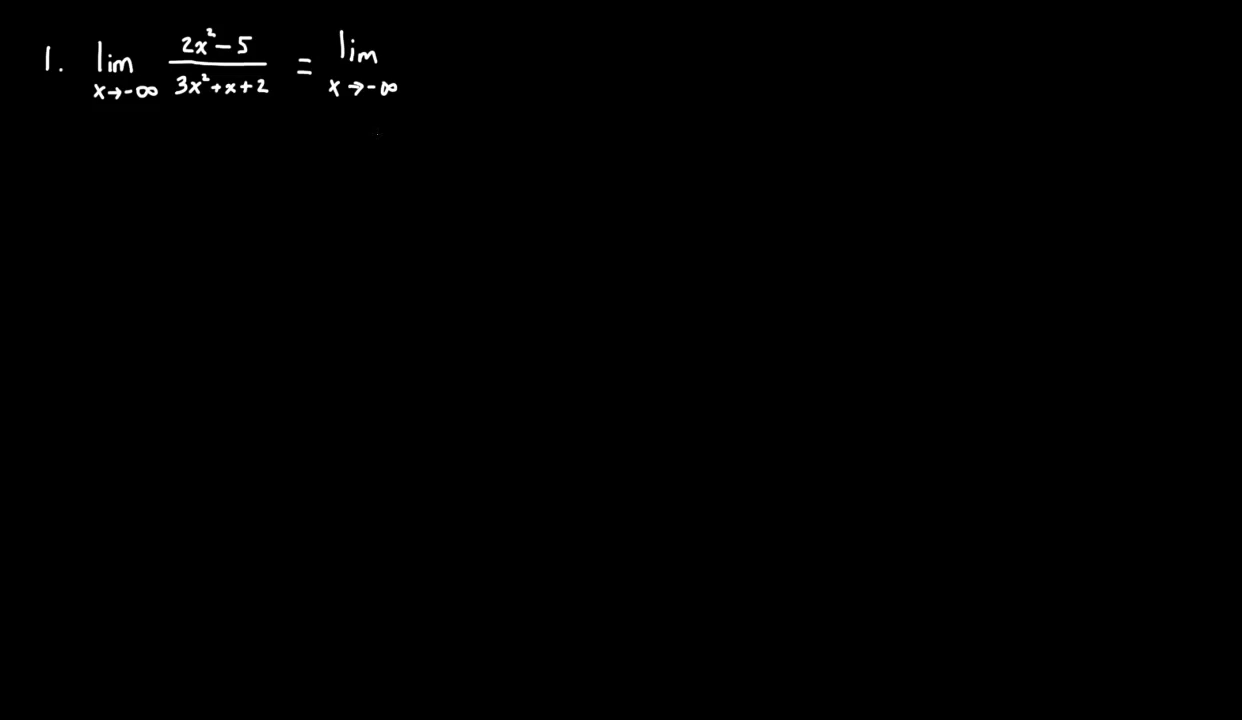 1. lim x→-∞ (2x² - 5)/(3x² + x + 2) = lim x→-∞